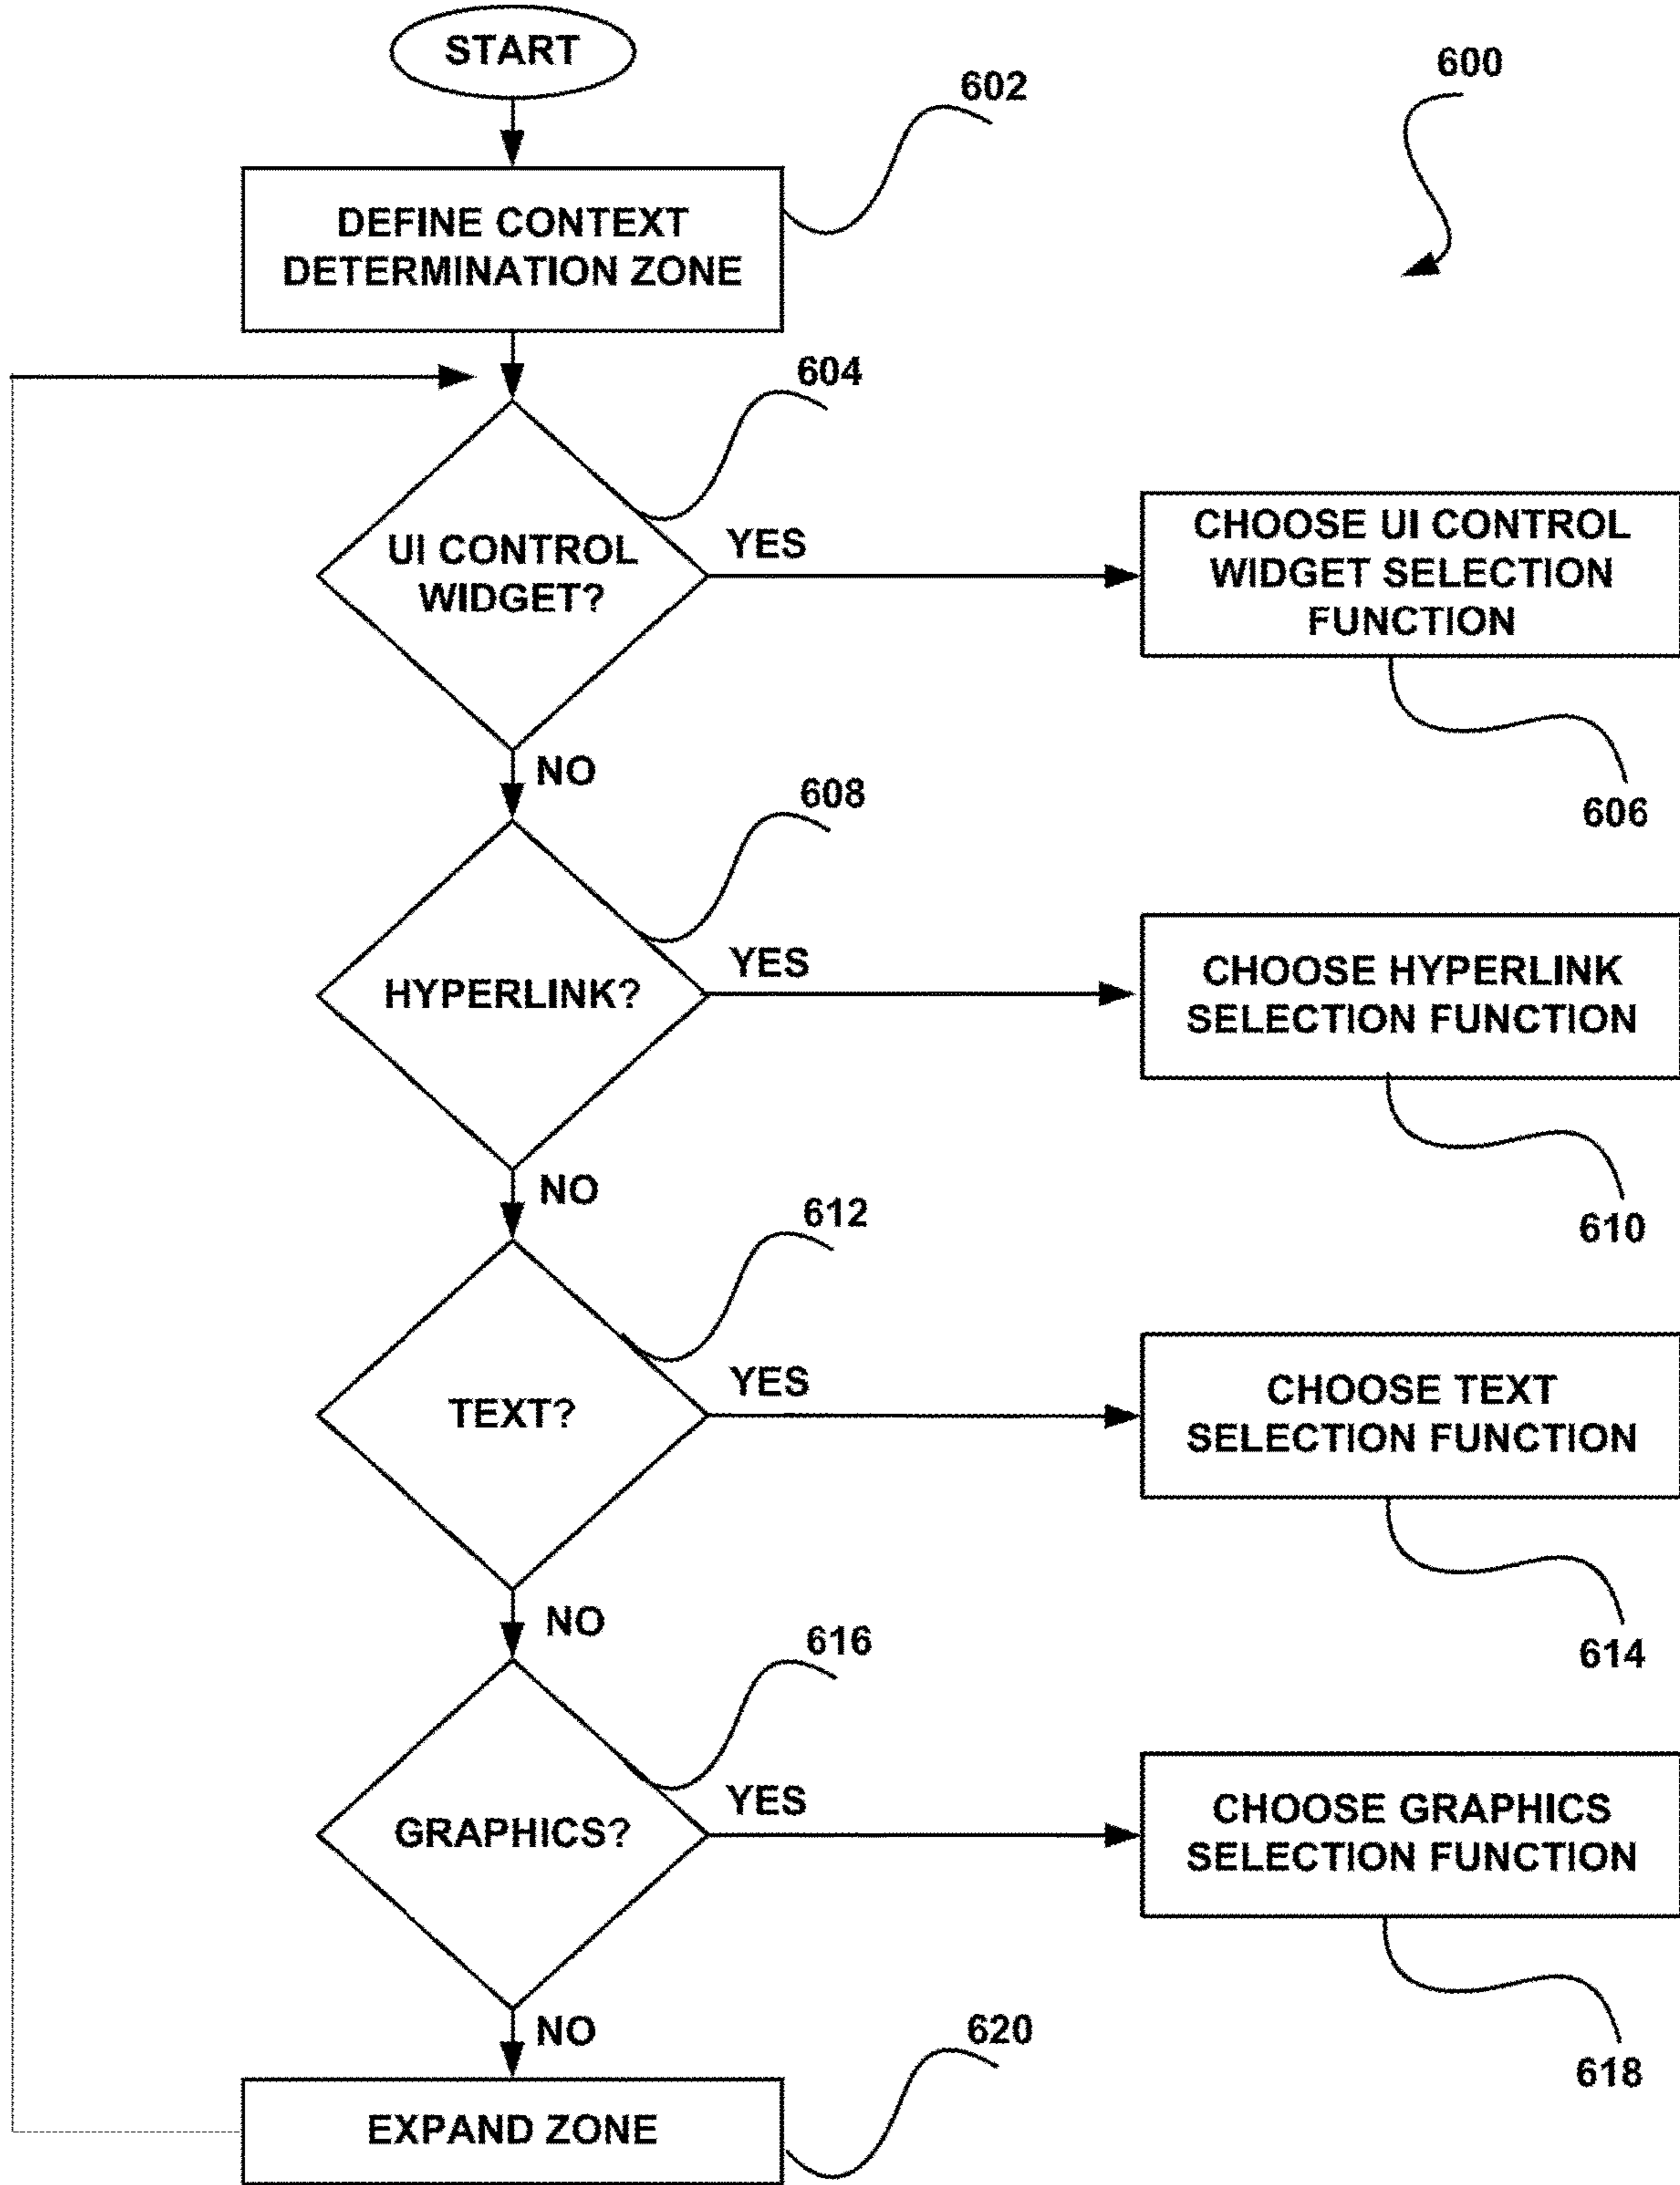 START
600
602
DEFINE CONTEXT
DETERMINATION ZONE
604
UI CONTROL
WIDGET?
YES
CHOOSE UI CONTROL
WIDGET SELECTION
FUNCTION
606
NO
608
HYPERLINK?
YES
CHOOSE HYPERLINK
SELECTION FUNCTION
610
NO
612
TEXT?
YES
CHOOSE TEXT
SELECTION FUNCTION
614
NO
616
GRAPHICS?
YES
CHOOSE GRAPHICS
SELECTION FUNCTION
618
NO
620
EXPAND ZONE